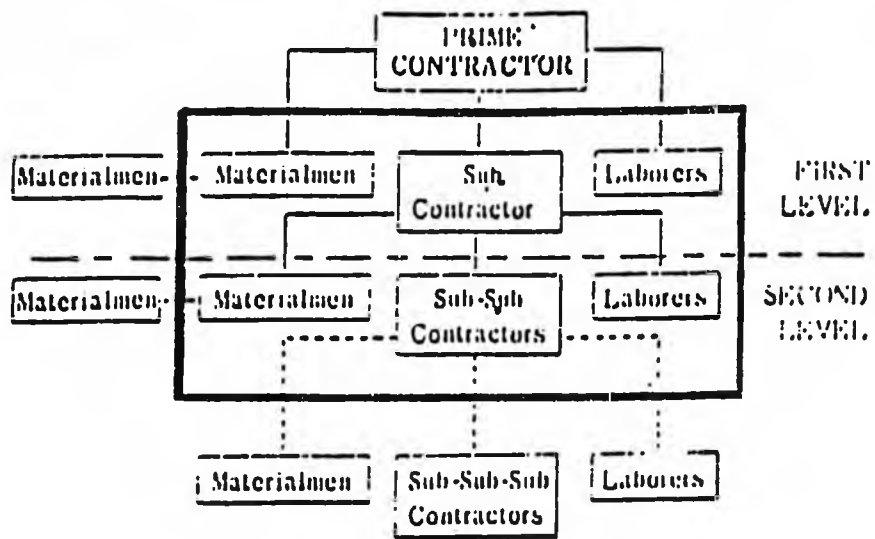 PRIME
CONTRACTOR
Materialmen
Materialmen
Sub
Contractor
Laborers
FIRST
LEVEL
Materialmen
Materialmen
Sub-Sub
Contractors
Laborers
SECOND
LEVEL
Materialmen
Sub-Sub-Sub
Contractors
Laborers